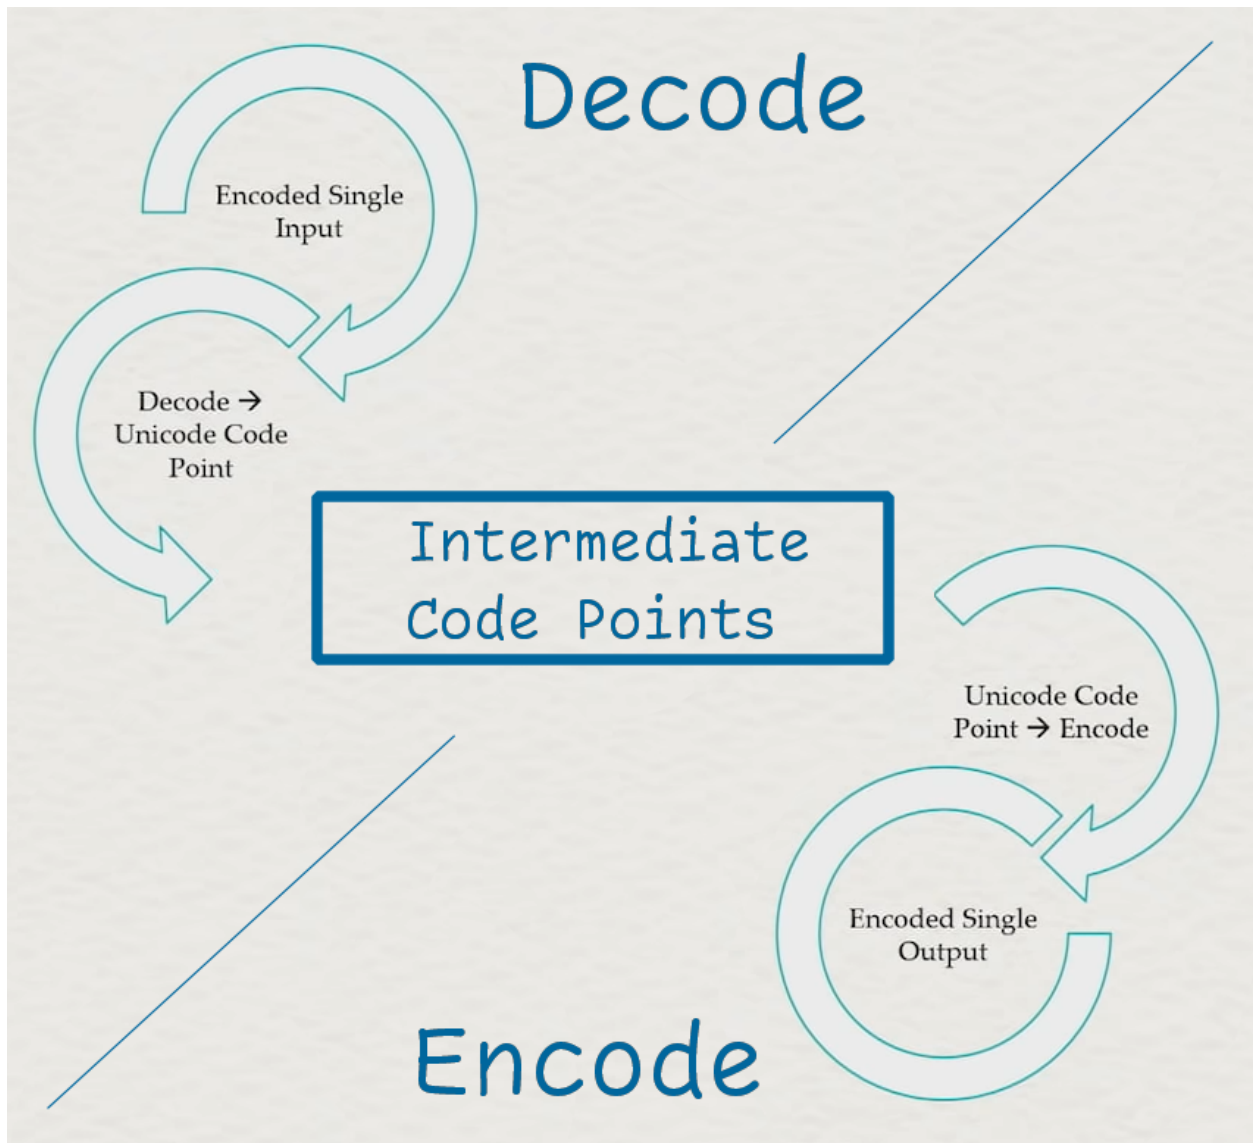 Decode
Encoded Single
Input
Decode →
Unicode Code
Point
Intermediate
Code Points
Unicode Code
Point → Encode
Encoded Single
Output
Encode